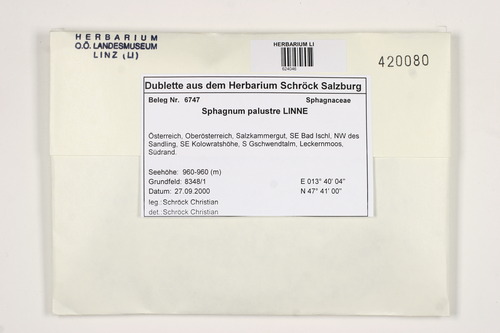 HERBARIUM
O.Ö. LANDESMUSEUM
LINZ (LI)
HERBARIUM LI
420080
Dublette aus dem Herbarium Schröck Salzburg
Beleg Nr. 6747 Sphagnaceae
Sphagnum palustre LINNE
Österreich, Oberösterreich, Salzkammergut, SE Bad Ischl, NW des
Sandling, SE Kolowratshöhe, S Gschwendtalm, Leckernmoos,
Südrand.
Seehöhe: 960-960 (m)
Grundfeld: 8348/1 E 013° 40' 04"
Datum: 27.09.2000 N 47° 41' 00"
leg.: Schröck Christian
det.: Schröck Christian